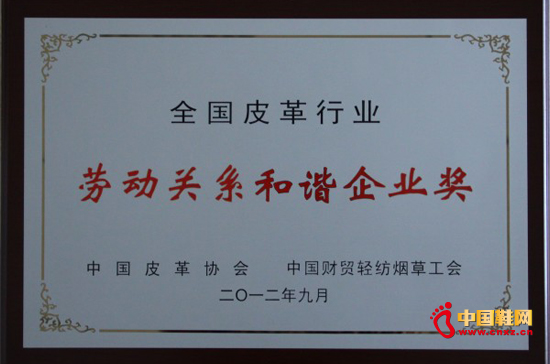 全国皮革行业
劳动关系和谐企业奖
中国皮革协会 中国财贸轻纺烟草工会
二〇一二年九月
中国鞋网
www.cnxz.cn